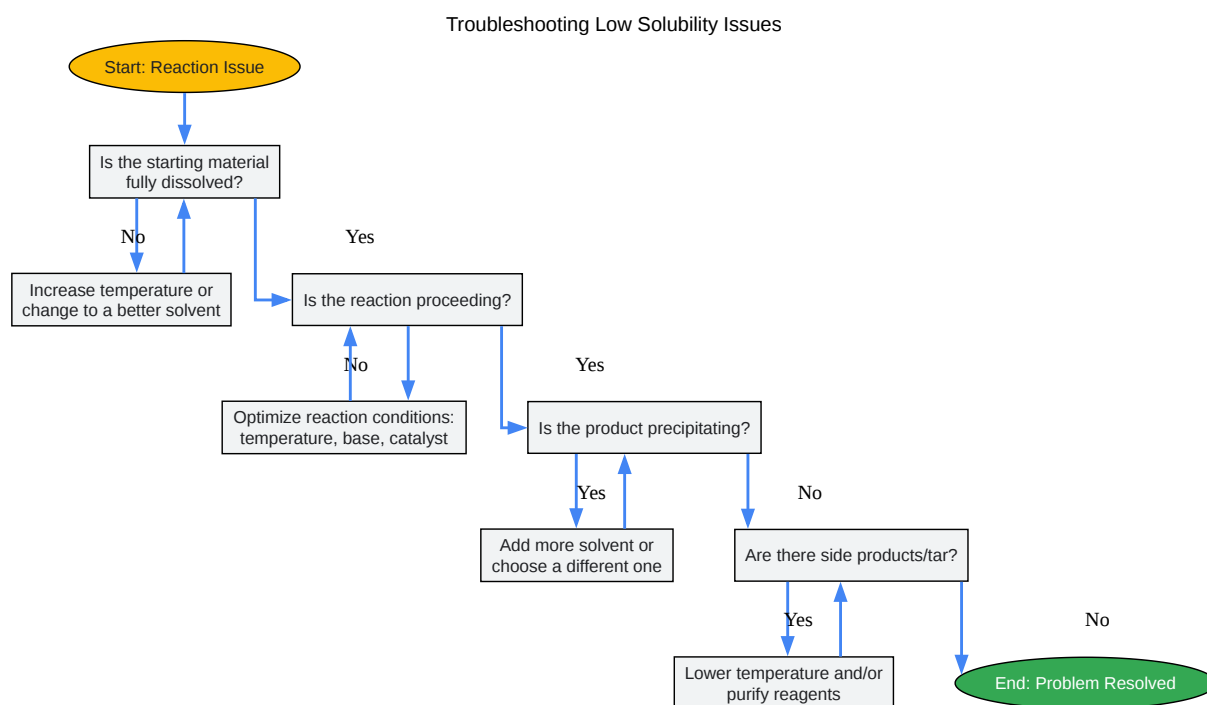 Troubleshooting Low Solubility Issues
Start: Reaction Issue
Is the starting material
fully dissolved?
No
Yes
Increase temperature or
change to a better solvent
Is the reaction proceeding?
No
Yes
Optimize reaction conditions:
temperature, base, catalyst
Is the product precipitating?
Yes
No
Add more solvent or
choose a different one
Are there side products/tar?
Yes
No
Lower temperature and/or
purify reagents
End: Problem Resolved